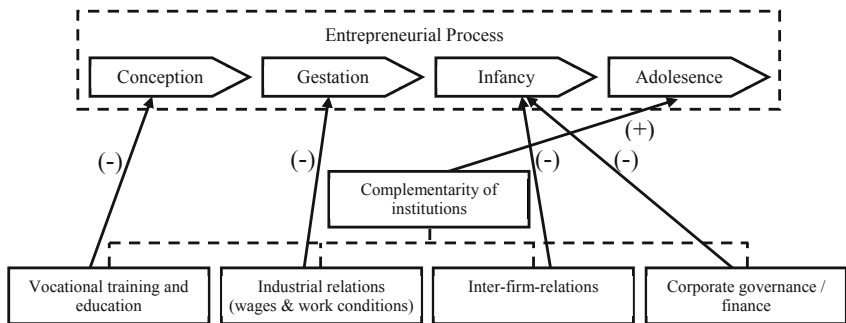 Entrepreneurial Process
Conception
Gestation
Infancy
Adolesence
(+)
(-)
(-)
(-)
(-)
Complementarity of
institutions
Vocational training and
education
Industrial relations
(wages & work conditions)
Inter-firm-relations
Corporate governance /
finance